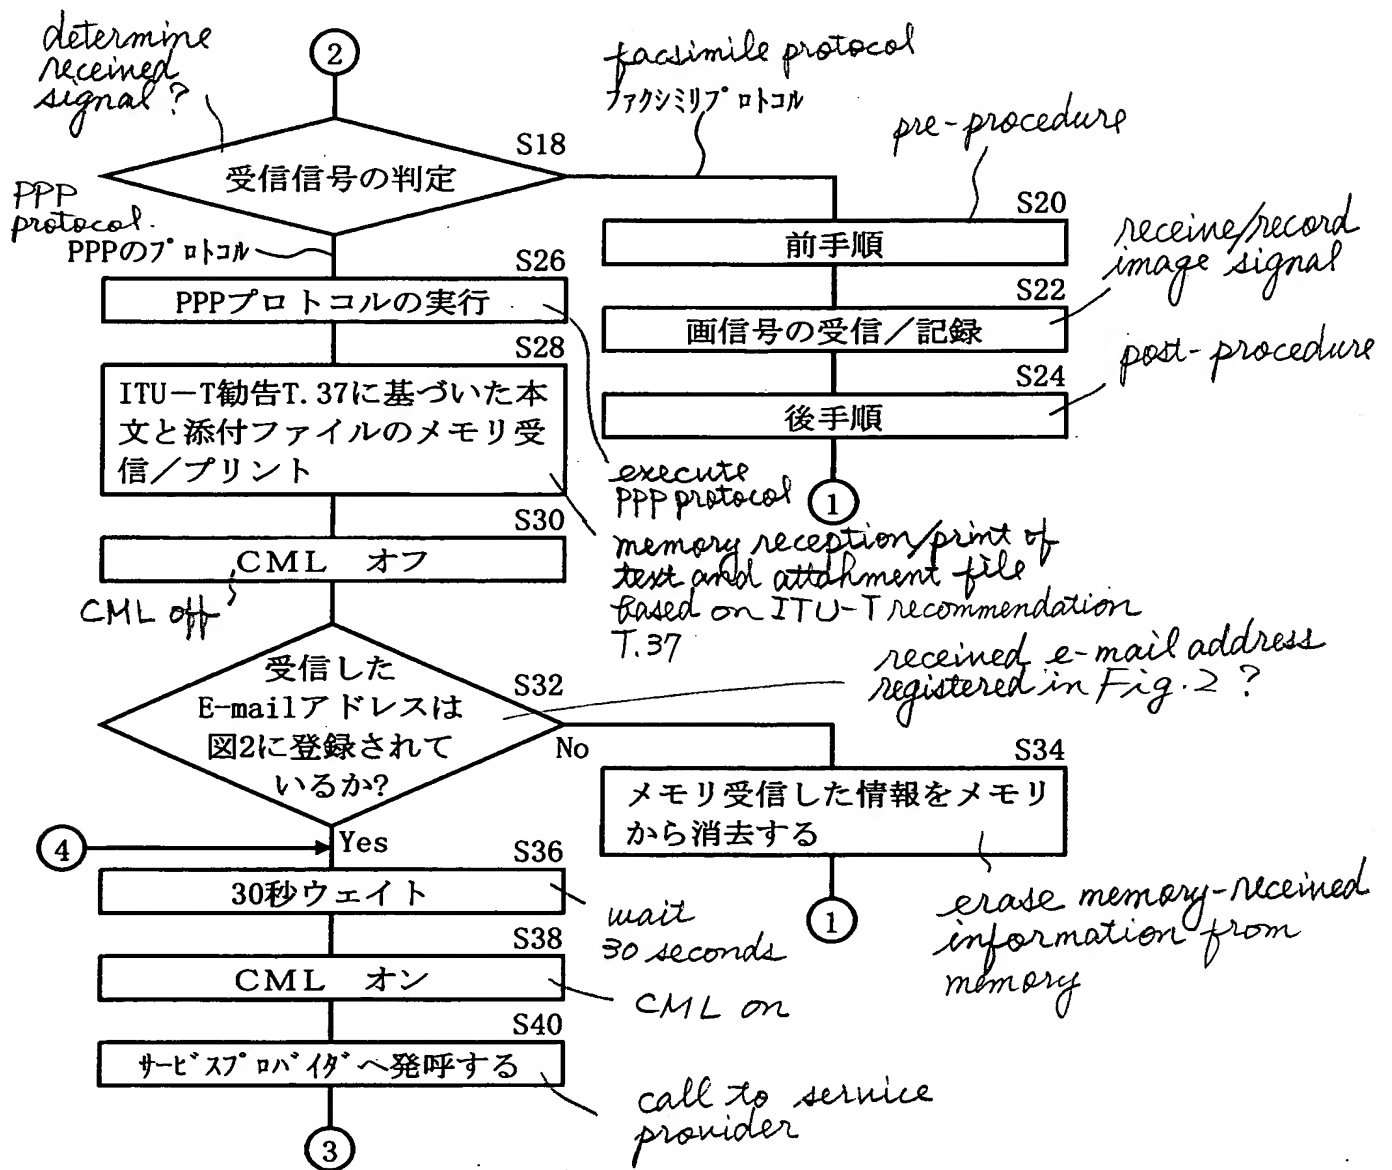 determine
received
signal?
②
facsimile protocol
ファクシミリプロトコル
pre-procedure
S18
受信信号の判定
PPP
protocol.
PPPのプロトコル
S20
前手順
receine/record
image signal
S26
PPPプロトコルの実行
S22
画信号の受信/記録
post-procedure
S28
ITU-T勧告T.37に基づいた本
文と添付ファイルのメモリ受
信/プリント
S24
後手順
execute
PPP protocol
①
S30
CML オフ
CML off
memory reception/print of
text and attahment file
based on ITU-T recommendation
T.37
受信した
E-mailアドレスは
図2に登録されて
いるか?
S32
received e-mail address
registered in Fig.2?
No
S34
メモリ受信した情報をメモリ
から消去する
④
Yes
S36
30秒ウェイト
wait
30 seconds
①
erase memory-received
information from
memory
S38
CML オン
CML on
S40
サービスプロバイダへ発呼する
call to service
provider
③